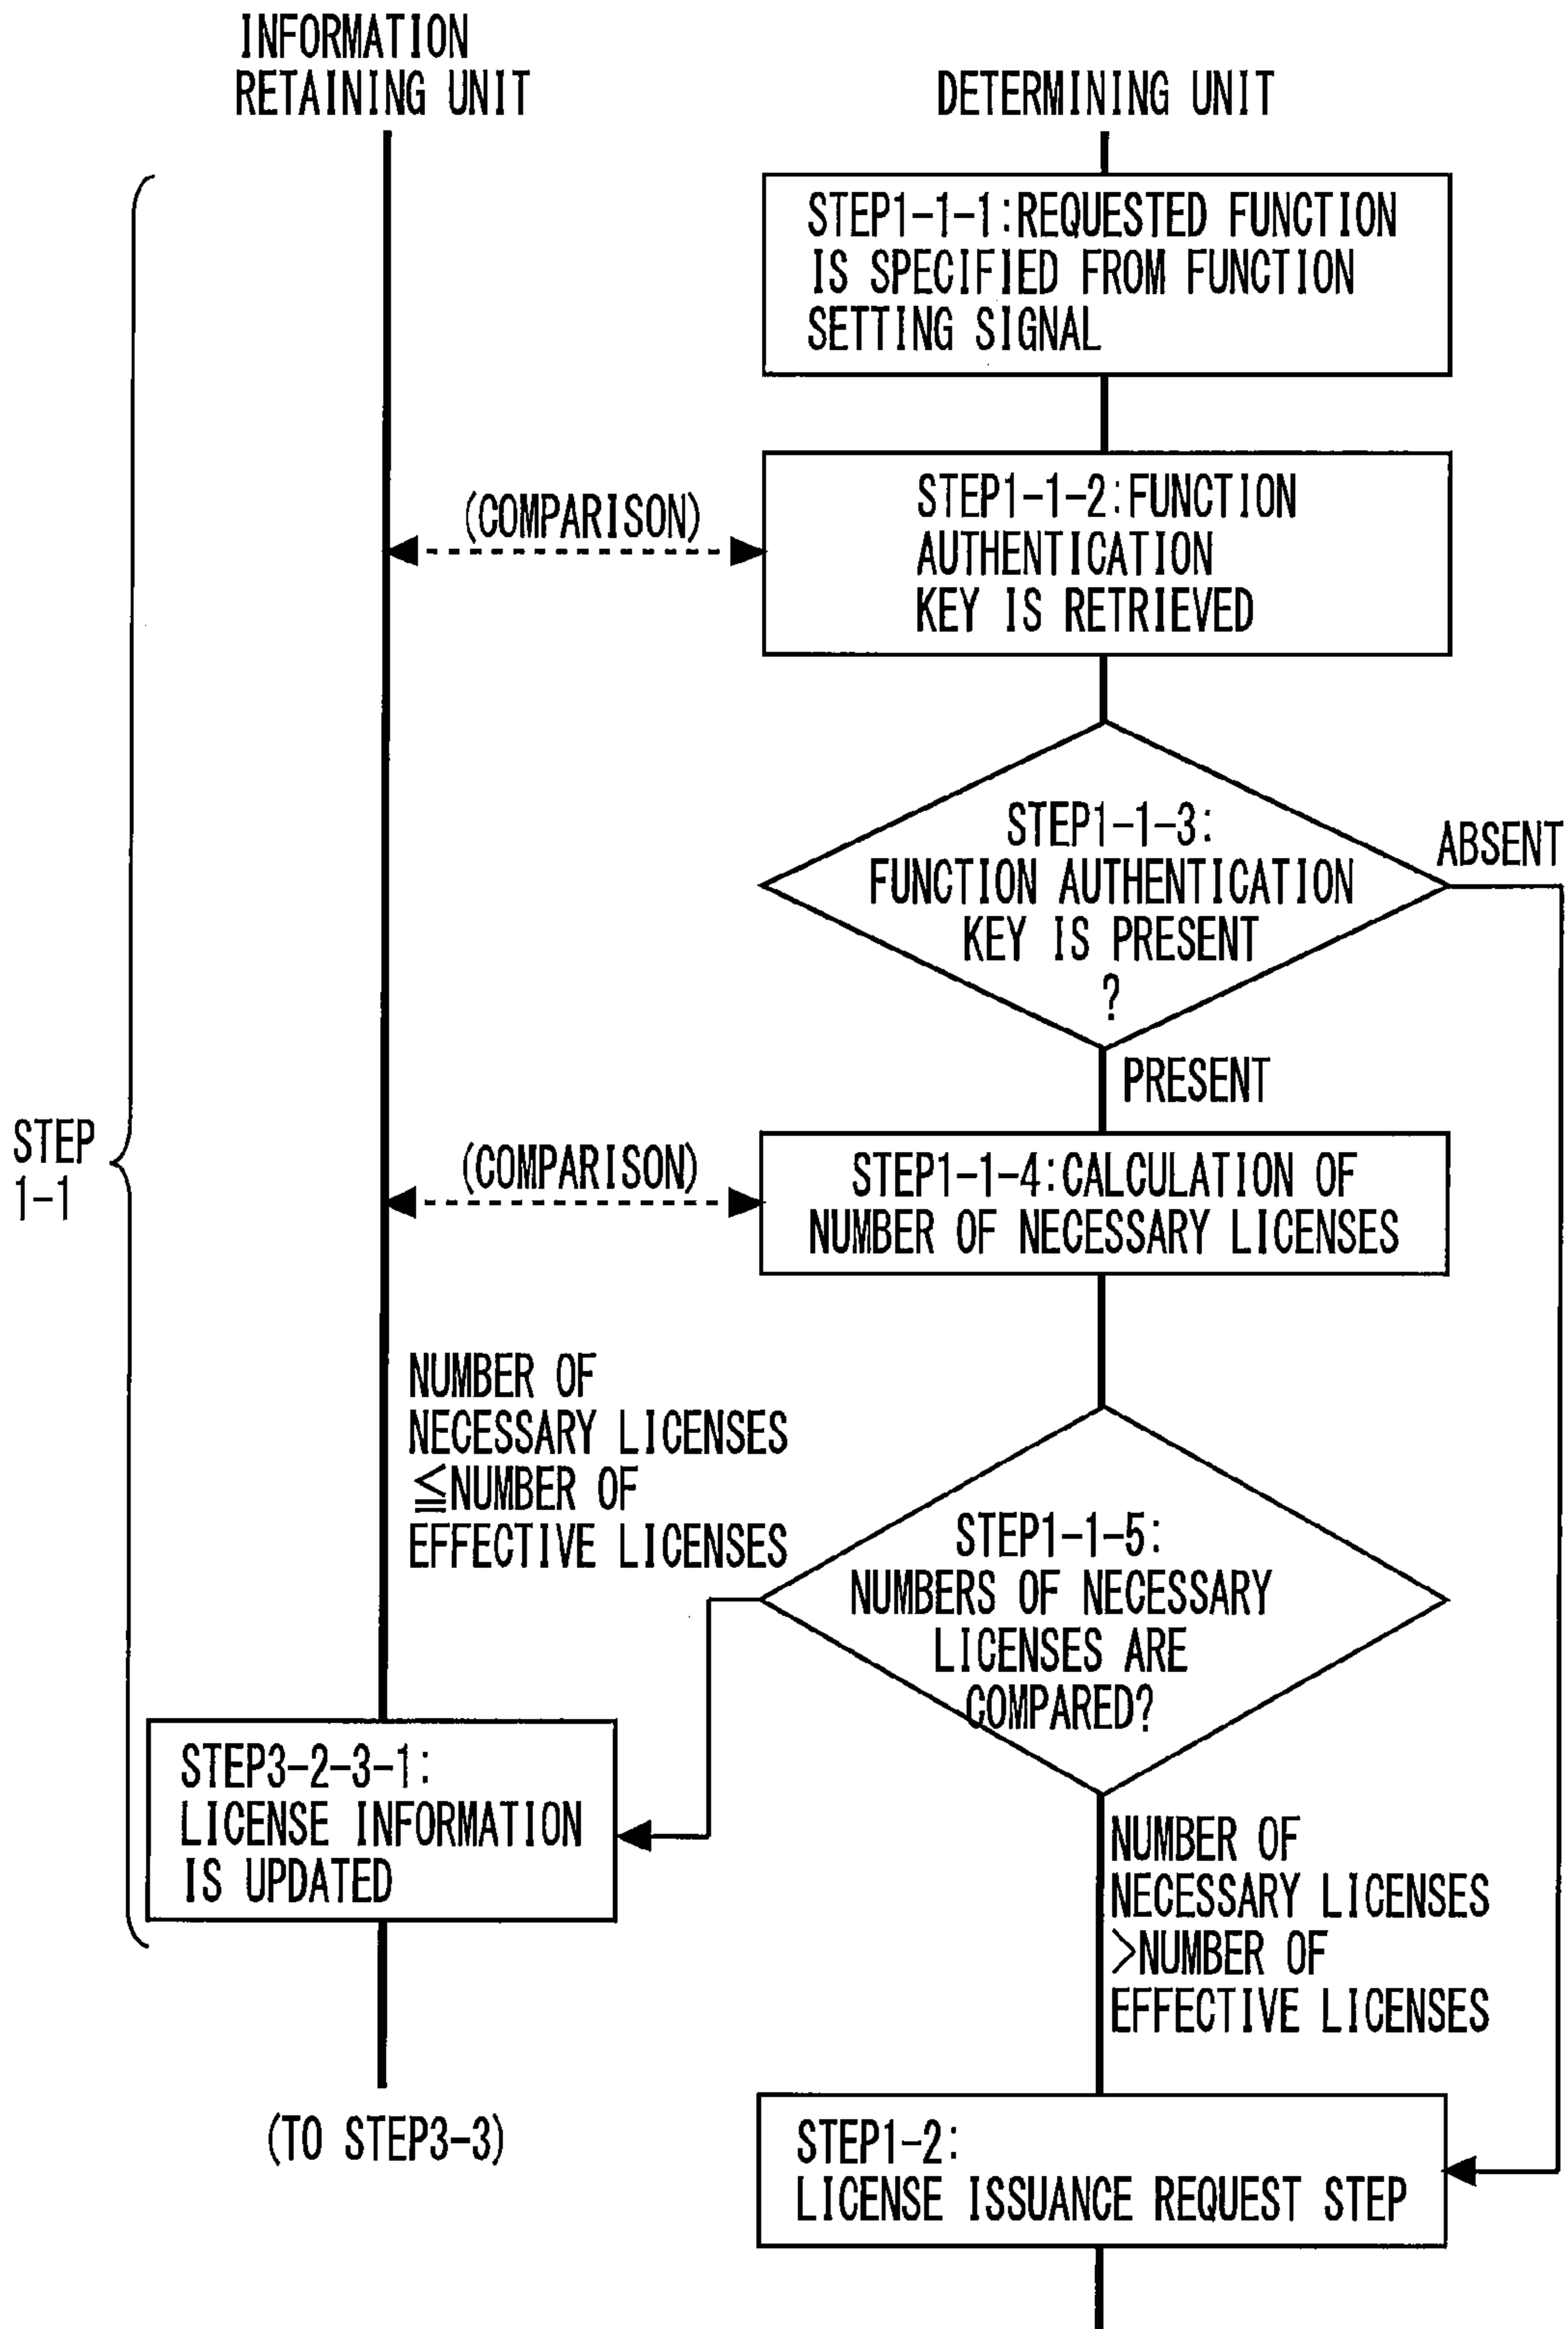 INFORMATION
RETAINING UNIT
DETERMINING UNIT
STEP1-1-1:REQUESTED FUNCTION
IS SPECIFIED FROM FUNCTION
SETTING SIGNAL
(COMPARISON)
STEP1-1-2:FUNCTION
AUTHENTICATION
KEY IS RETRIEVED
STEP1-1-3:
FUNCTION AUTHENTICATION
KEY IS PRESENT
?
ABSENT
PRESENT
STEP
1-1
(COMPARISON)
STEP1-1-4:CALCULATION OF
NUMBER OF NECESSARY LICENSES
NUMBER OF
NECESSARY LICENSES
≦NUMBER OF
EFFECTIVE LICENSES
STEP1-1-5:
NUMBERS OF NECESSARY
LICENSES ARE
COMPARED?
STEP3-2-3-1:
LICENSE INFORMATION
IS UPDATED
NUMBER OF
NECESSARY LICENSES
>NUMBER OF
EFFECTIVE LICENSES
(TO STEP3-3)
STEP1-2:
LICENSE ISSUANCE REQUEST STEP